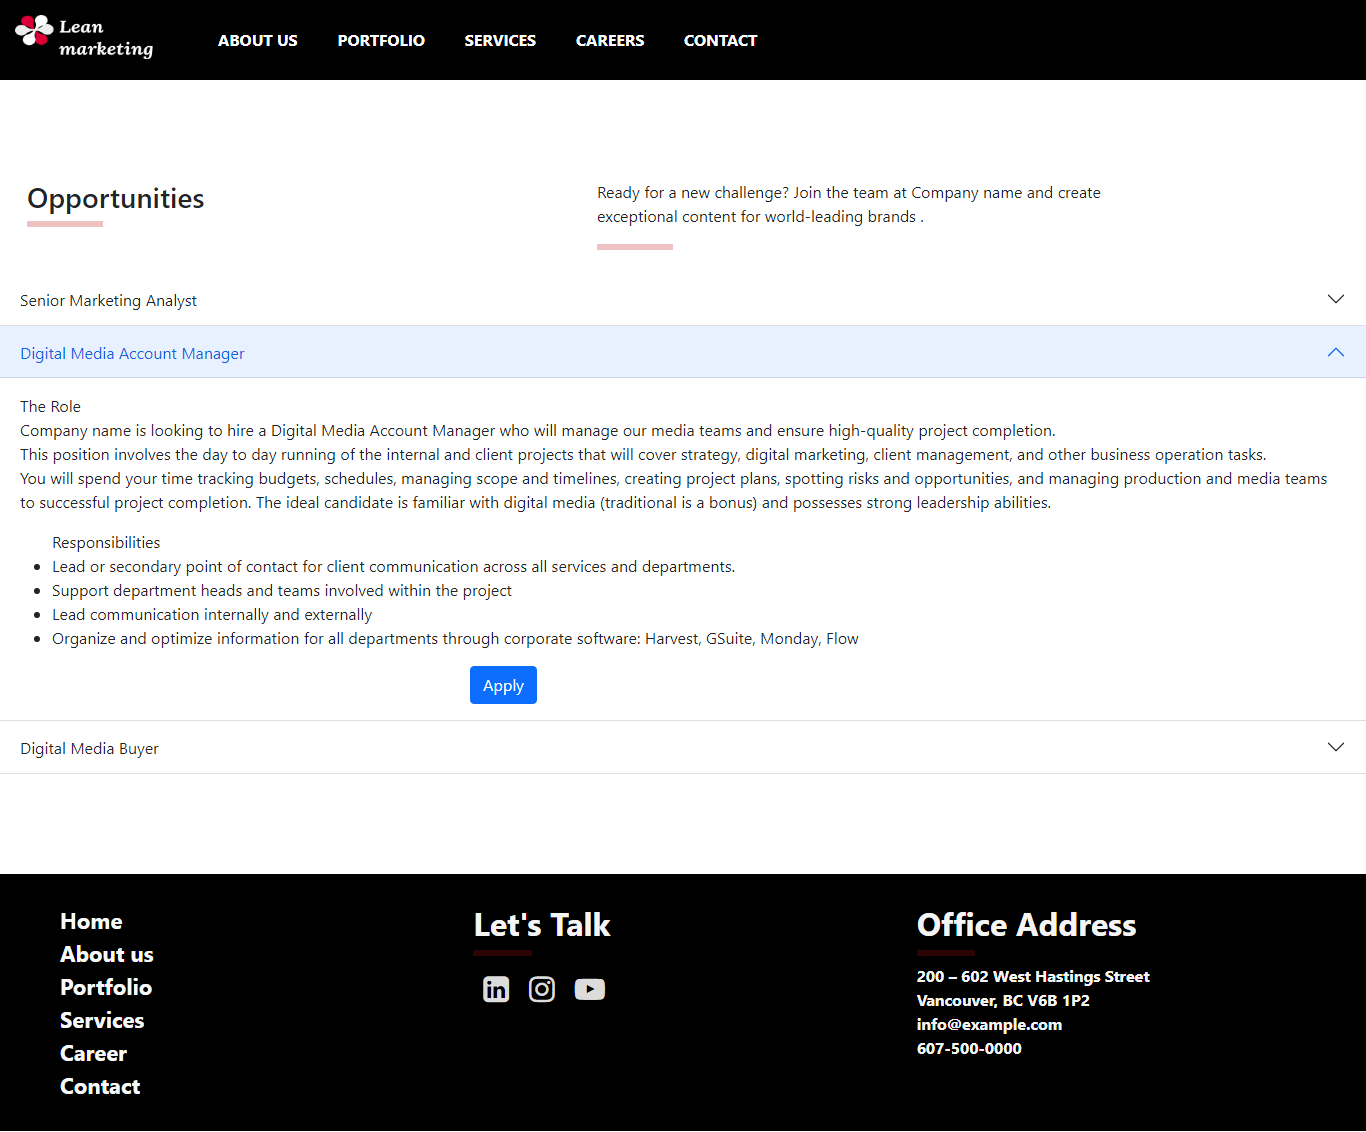 Lean
marketing
ABOUT US PORTFOLIO SERVICES CAREERS CONTACT
Opportunities
Ready for a new challenge? Join the team at Company name and create
exceptional content for world-leading brands .
Senior Marketing Analyst
Digital Media Account Manager
The Role
Company name is looking to hire a Digital Media Account Manager who will manage our media teams and ensure high-quality project completion.
This position involves the day to day running of the internal and client projects that will cover strategy, digital marketing, client management, and other business operation tasks.
You will spend your time tracking budgets, schedules, managing scope and timelines, creating project plans, spotting risks and opportunities, and managing production and media teams
to successful project completion. The ideal candidate is familiar with digital media (traditional is a bonus) and possesses strong leadership abilities.
Responsibilities
• Lead or secondary point of contact for client communication across all services and departments.
• Support department heads and teams involved within the project
• Lead communication internally and externally
• Organize and optimize information for all departments through corporate software: Harvest, GSuite, Monday, Flow
Apply
Digital Media Buyer
Home
About us
Portfolio
Services
Career
Contact
Let's Talk
in
Office Address
200 – 602 West Hastings Street
Vancouver, BC V6B 1P2
info@example.com
607-500-0000